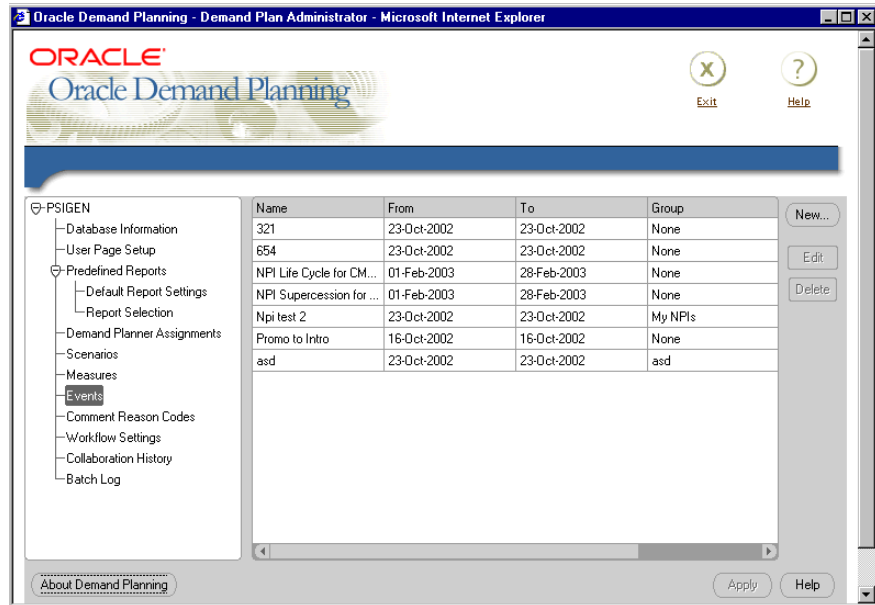 Oracle Demand Planning - Demand Plan Administrator - Microsoft Internet Explorer
ORACLE
Oracle Demand Planning
X
Exit
?
Help
PSIGEN
Database Information
User Page Setup
Predefined Reports
Default Report Settings
Report Selection
Demand Planner Assignments
Scenarios
Measures
Events
Comment Reason Codes
Workflow Settings
Collaboration History
Batch Log
Name From To Group
321 23-Oct-2002 23-Oct-2002 None
654 23-Oct-2002 23-Oct-2002 None
NPI Life Cycle for CM... 01-Feb-2003 28-Feb-2003 None
NPI Supercession for ... 01-Feb-2003 28-Feb-2003 None
Npi test 2 23-Oct-2002 23-Oct-2002 My NPIs
Promo to Intro 16-Oct-2002 16-Oct-2002 None
asd 23-Oct-2002 23-Oct-2002 asd
New...
Edit
Delete
About Demand Planning
Apply
Help